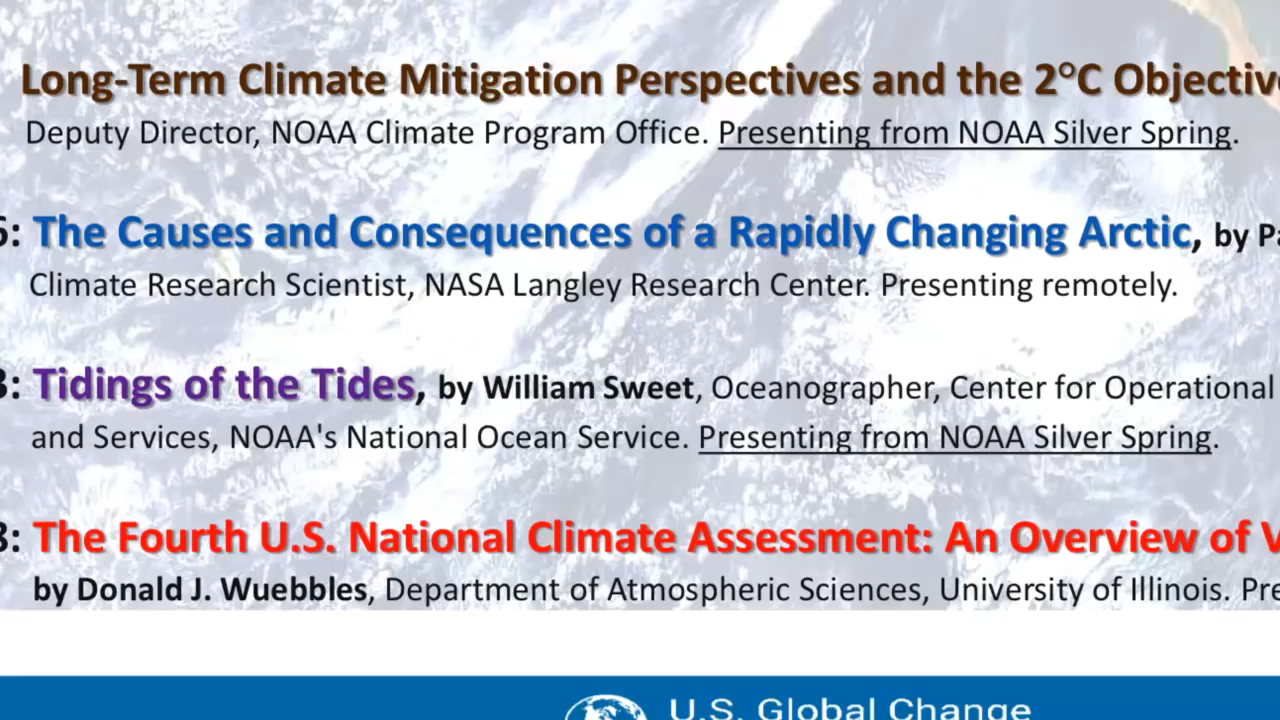 Long-Term Climate Mitigation Perspectives and the 2°C
Deputy Director, NOAA Climate Program Office. Presenting from NOAA Silver Spring.
The Causes and Consequences of a Rapidly Changing Arctic, by
Climate Research Scientist, NASA Langley Research Center. Presenting remotely.
Tidings of the Tides, by William Sweet, Oceanographer, Center for Operational
and Services, NOAA's National Ocean Service. Presenting from NOAA Silver Spring.
The Fourth U.S. National Climate Assessment: An Overview of
by Donald J. Wuebbles, Department of Atmospheric Sciences, University of Illinois.
U.S. Global Change